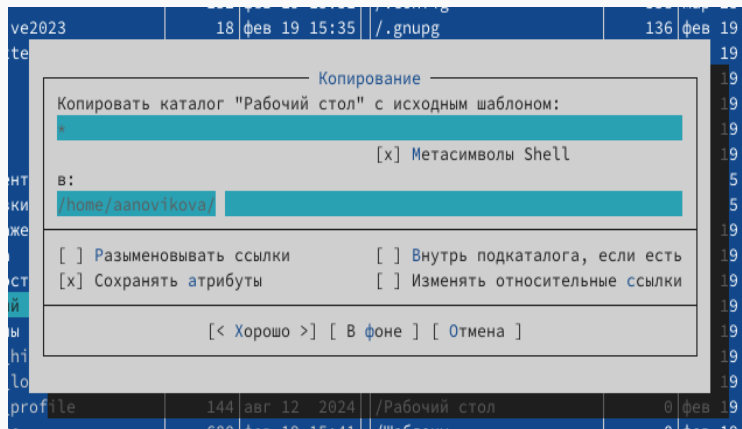 ve2023 18 фев 19 15:35 /.gnupg 136 фев 19
19
Копирование
Копировать каталог "Рабочий стол" с исходным шаблоном:
*
[x] Метасимволы Shell
в:
/home/aanovikova/
[ ] Разыменовывать ссылки [ ] Внутрь подкаталога, если есть
[x] Сохранять атрибуты [ ] Изменять относительные ссылки
[< Хорошо >] [ В фоне ] [ Отмена ]
profile 144 авг 12 2024 /Рабочий стол 0 фев 19